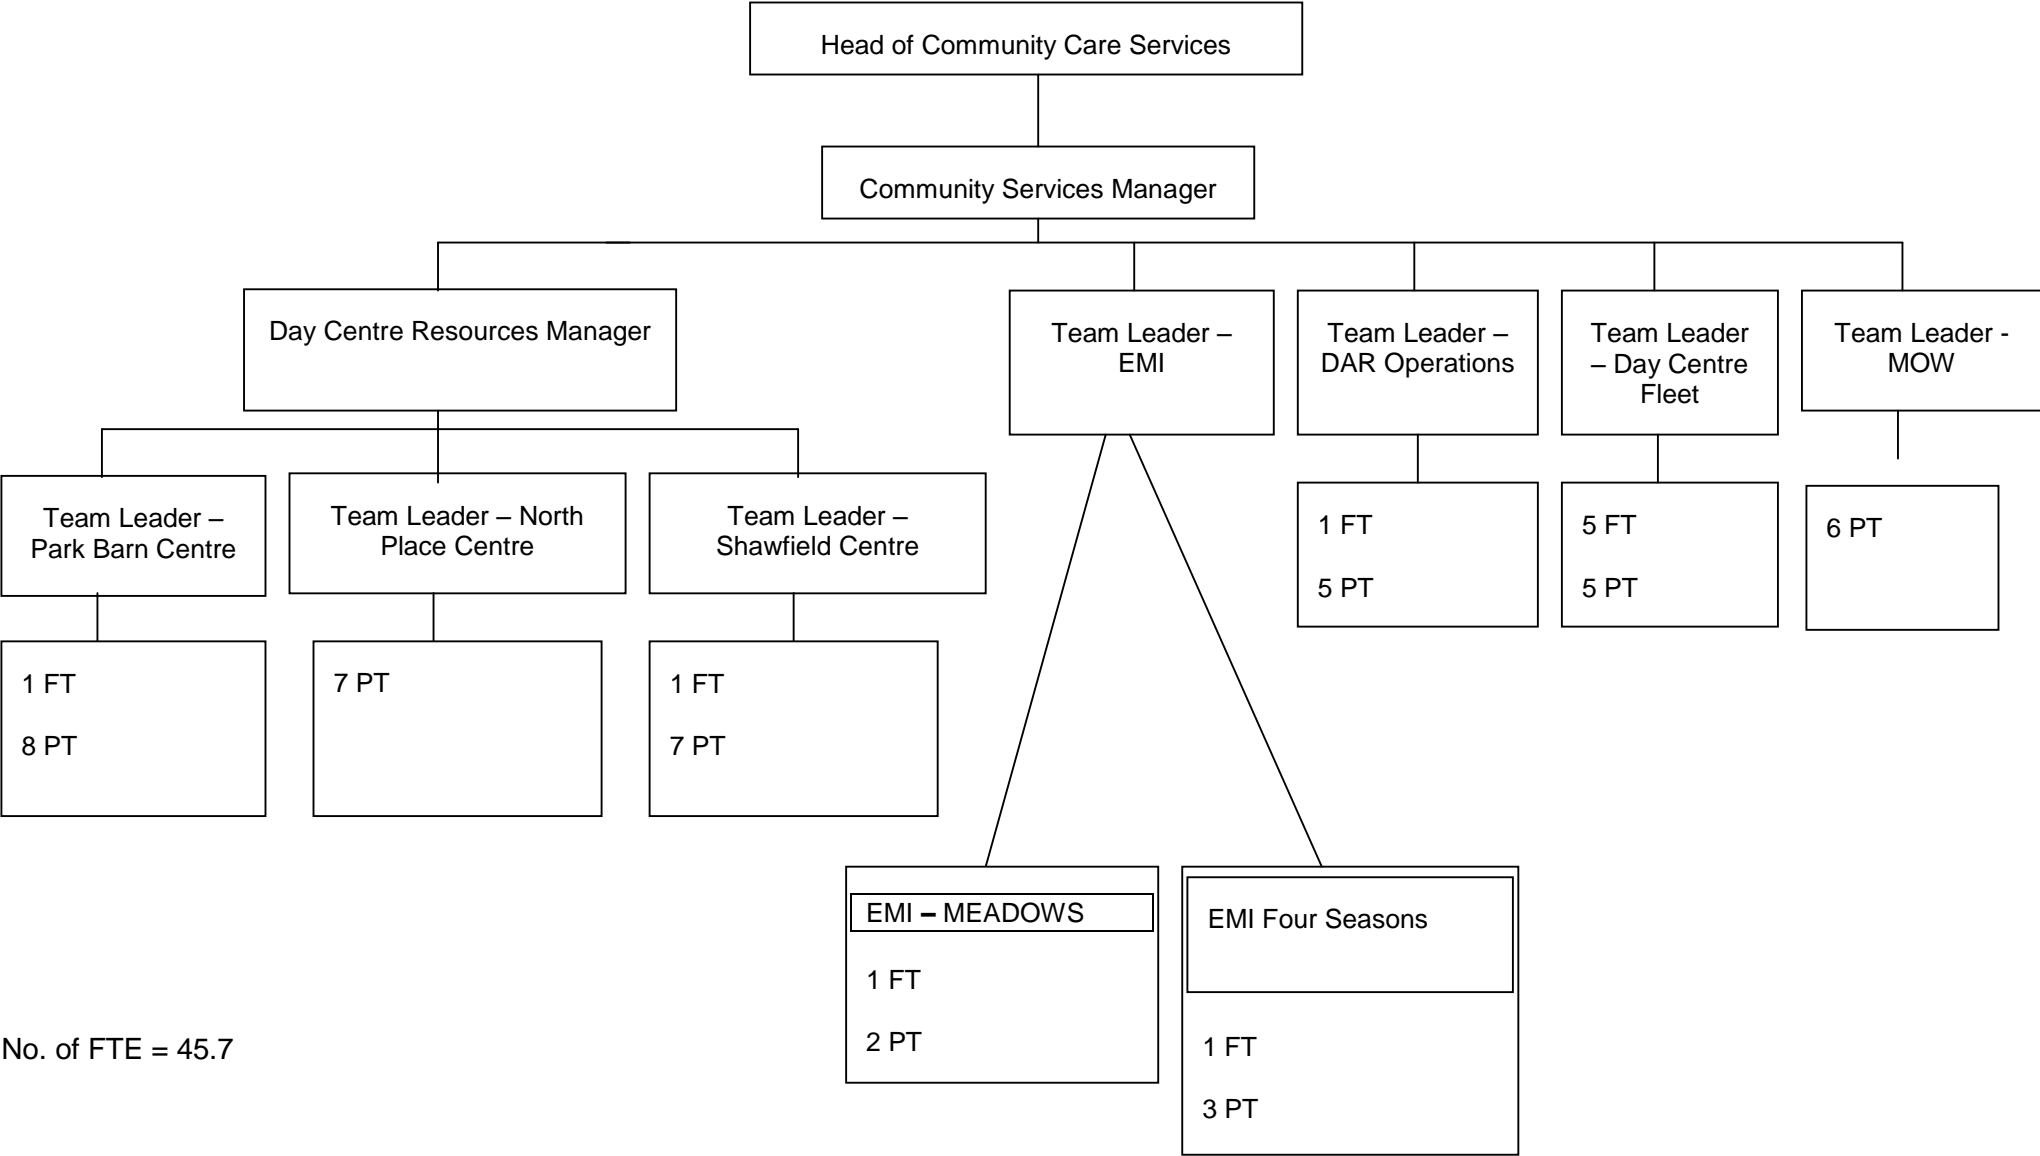 Head of Community Care Services
Community Services Manager
Day Centre Resources Manager
Team Leader –
EMI
Team Leader –
DAR Operations
Team Leader
– Day Centre
Fleet
Team Leader -
MOW
Team Leader –
Park Barn Centre
Team Leader – North
Place Centre
Team Leader –
Shawfield Centre
1 FT
5 PT
5 FT
5 PT
6 PT
1 FT
8 PT
7 PT
1 FT
7 PT
EMI – MEADOWS
1 FT
2 PT
EMI Four Seasons
1 FT
3 PT
No. of FTE = 45.7